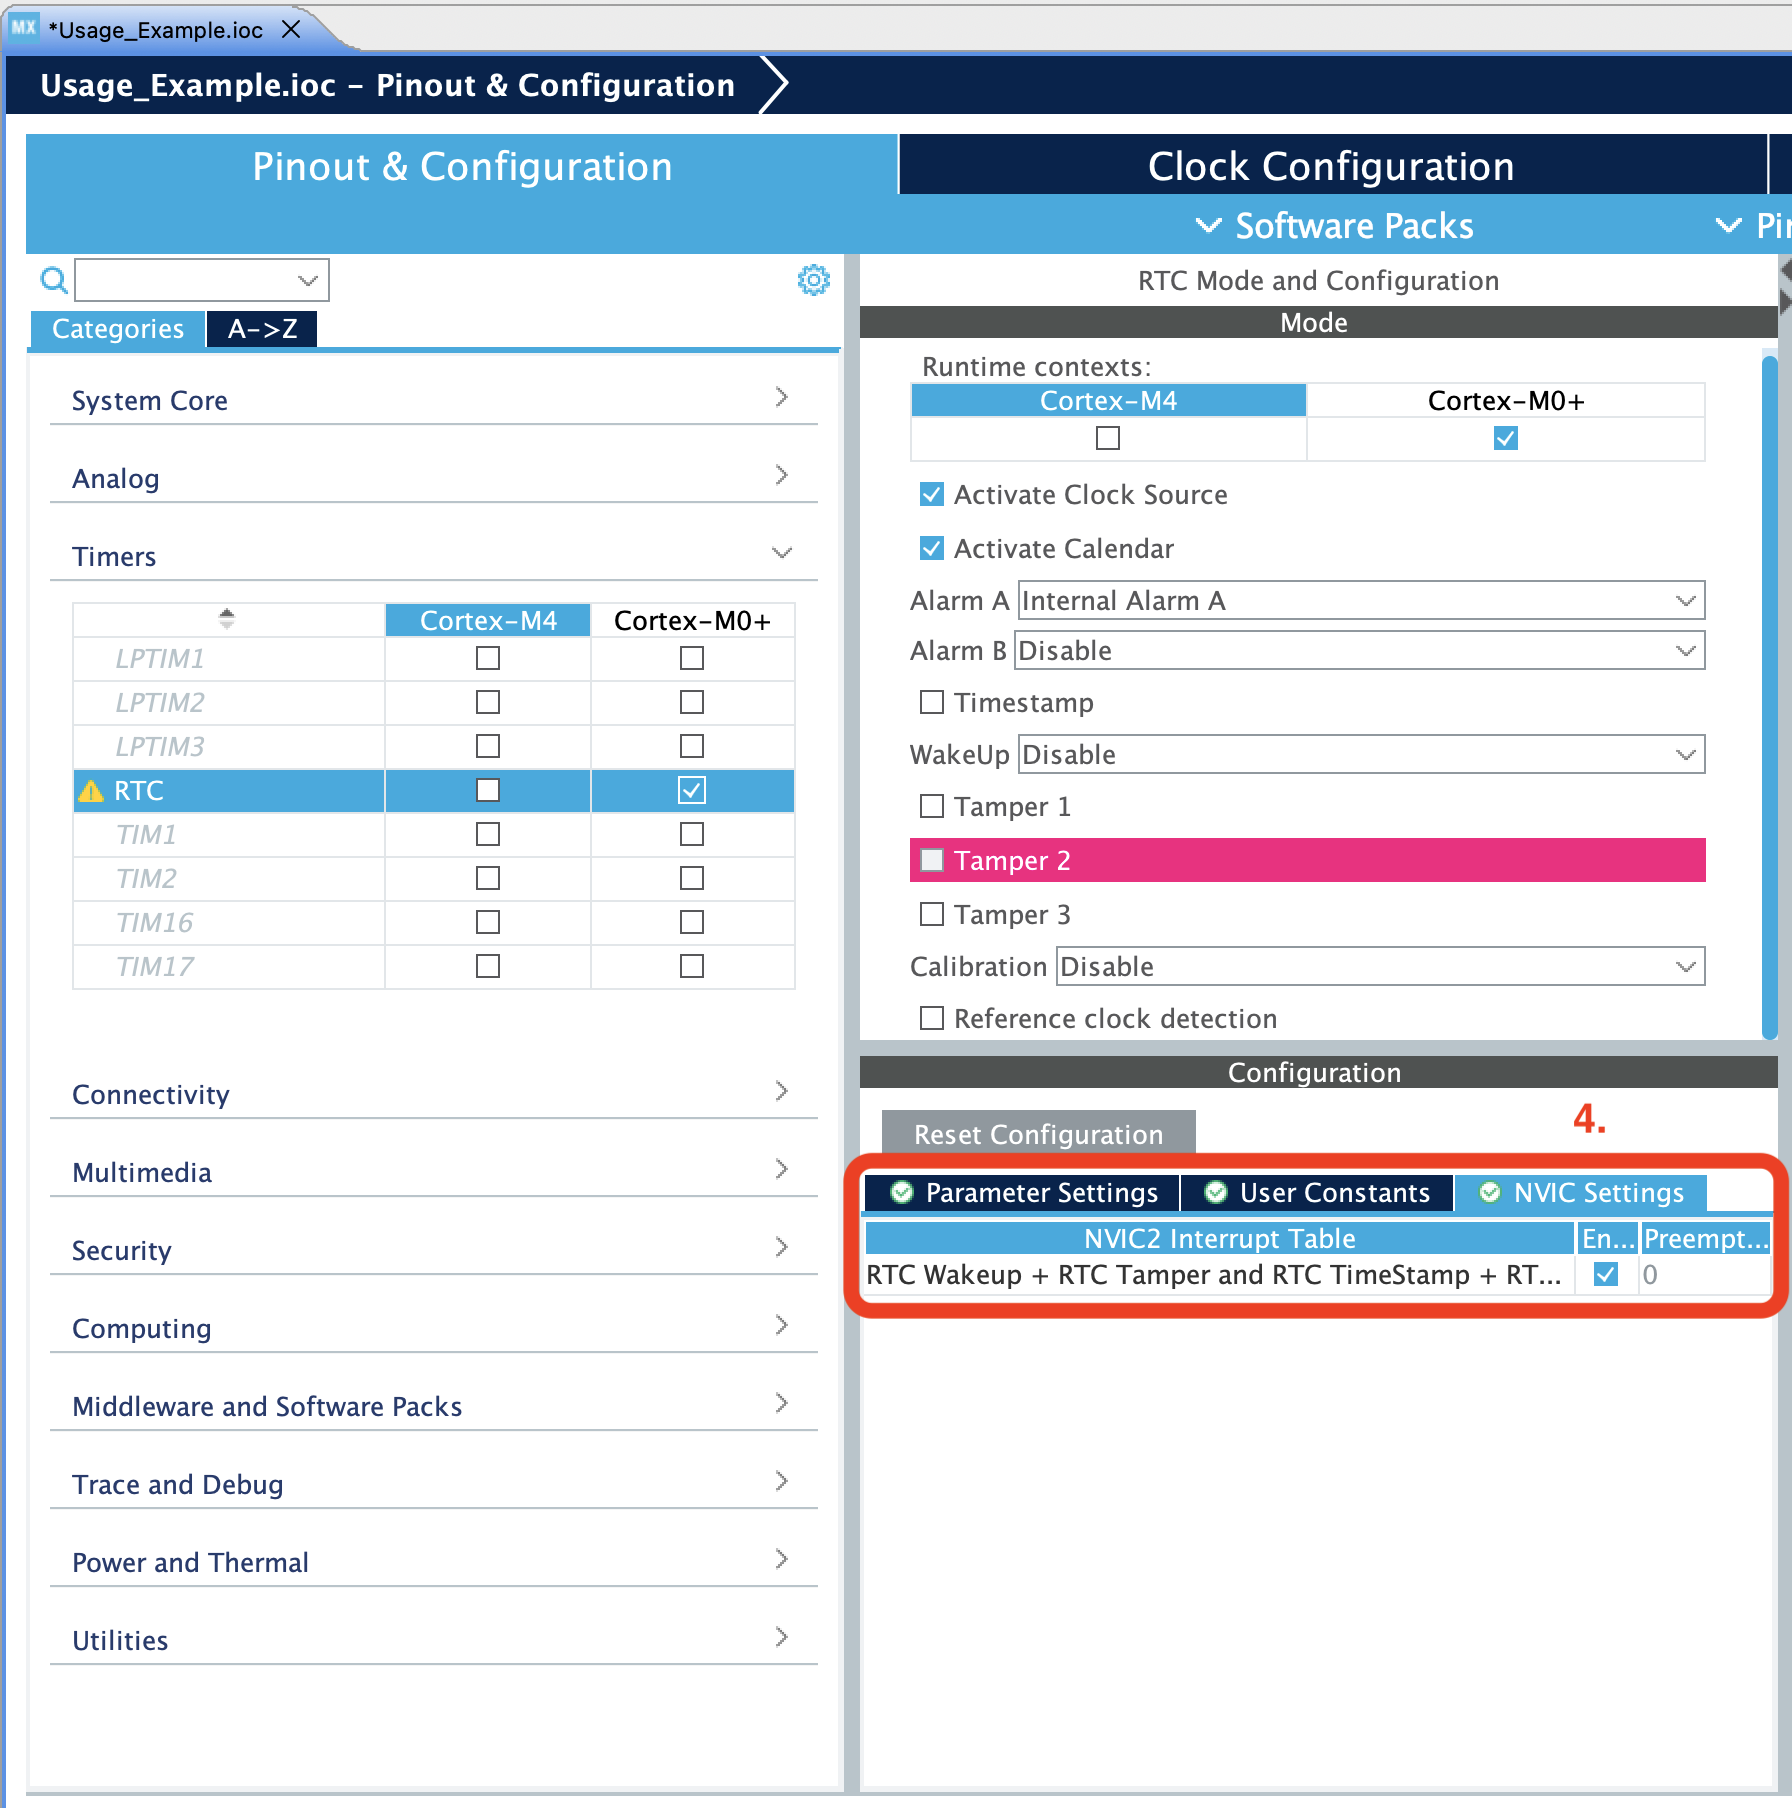 MX *Usage_Example.ioc
Usage_Example.ioc – Pinout & Configuration
Pinout & Configuration
Clock Configuration
Software Packs
Pi
Categories
A->Z
System Core
Analog
Timers
Cortex-M4 Cortex-M0+
LPTIM1
LPTIM2
LPTIM3
RTC
TIM1
TIM2
TIM16
TIM17
Connectivity
Multimedia
Security
Computing
Middleware and Software Packs
Trace and Debug
Power and Thermal
Utilities
RTC Mode and Configuration
Mode
Runtime contexts:
Cortex-M4 Cortex-M0+
Activate Clock Source
Activate Calendar
Alarm A Internal Alarm A
Alarm B Disable
Timestamp
WakeUp Disable
Tamper 1
Tamper 2
Tamper 3
Calibration Disable
Reference clock detection
Configuration
4.
Reset Configuration
Parameter Settings User Constants NVIC Settings
NVIC2 Interrupt Table En... Preempt...
RTC Wakeup + RTC Tamper and RTC TimeStamp + RT... 0